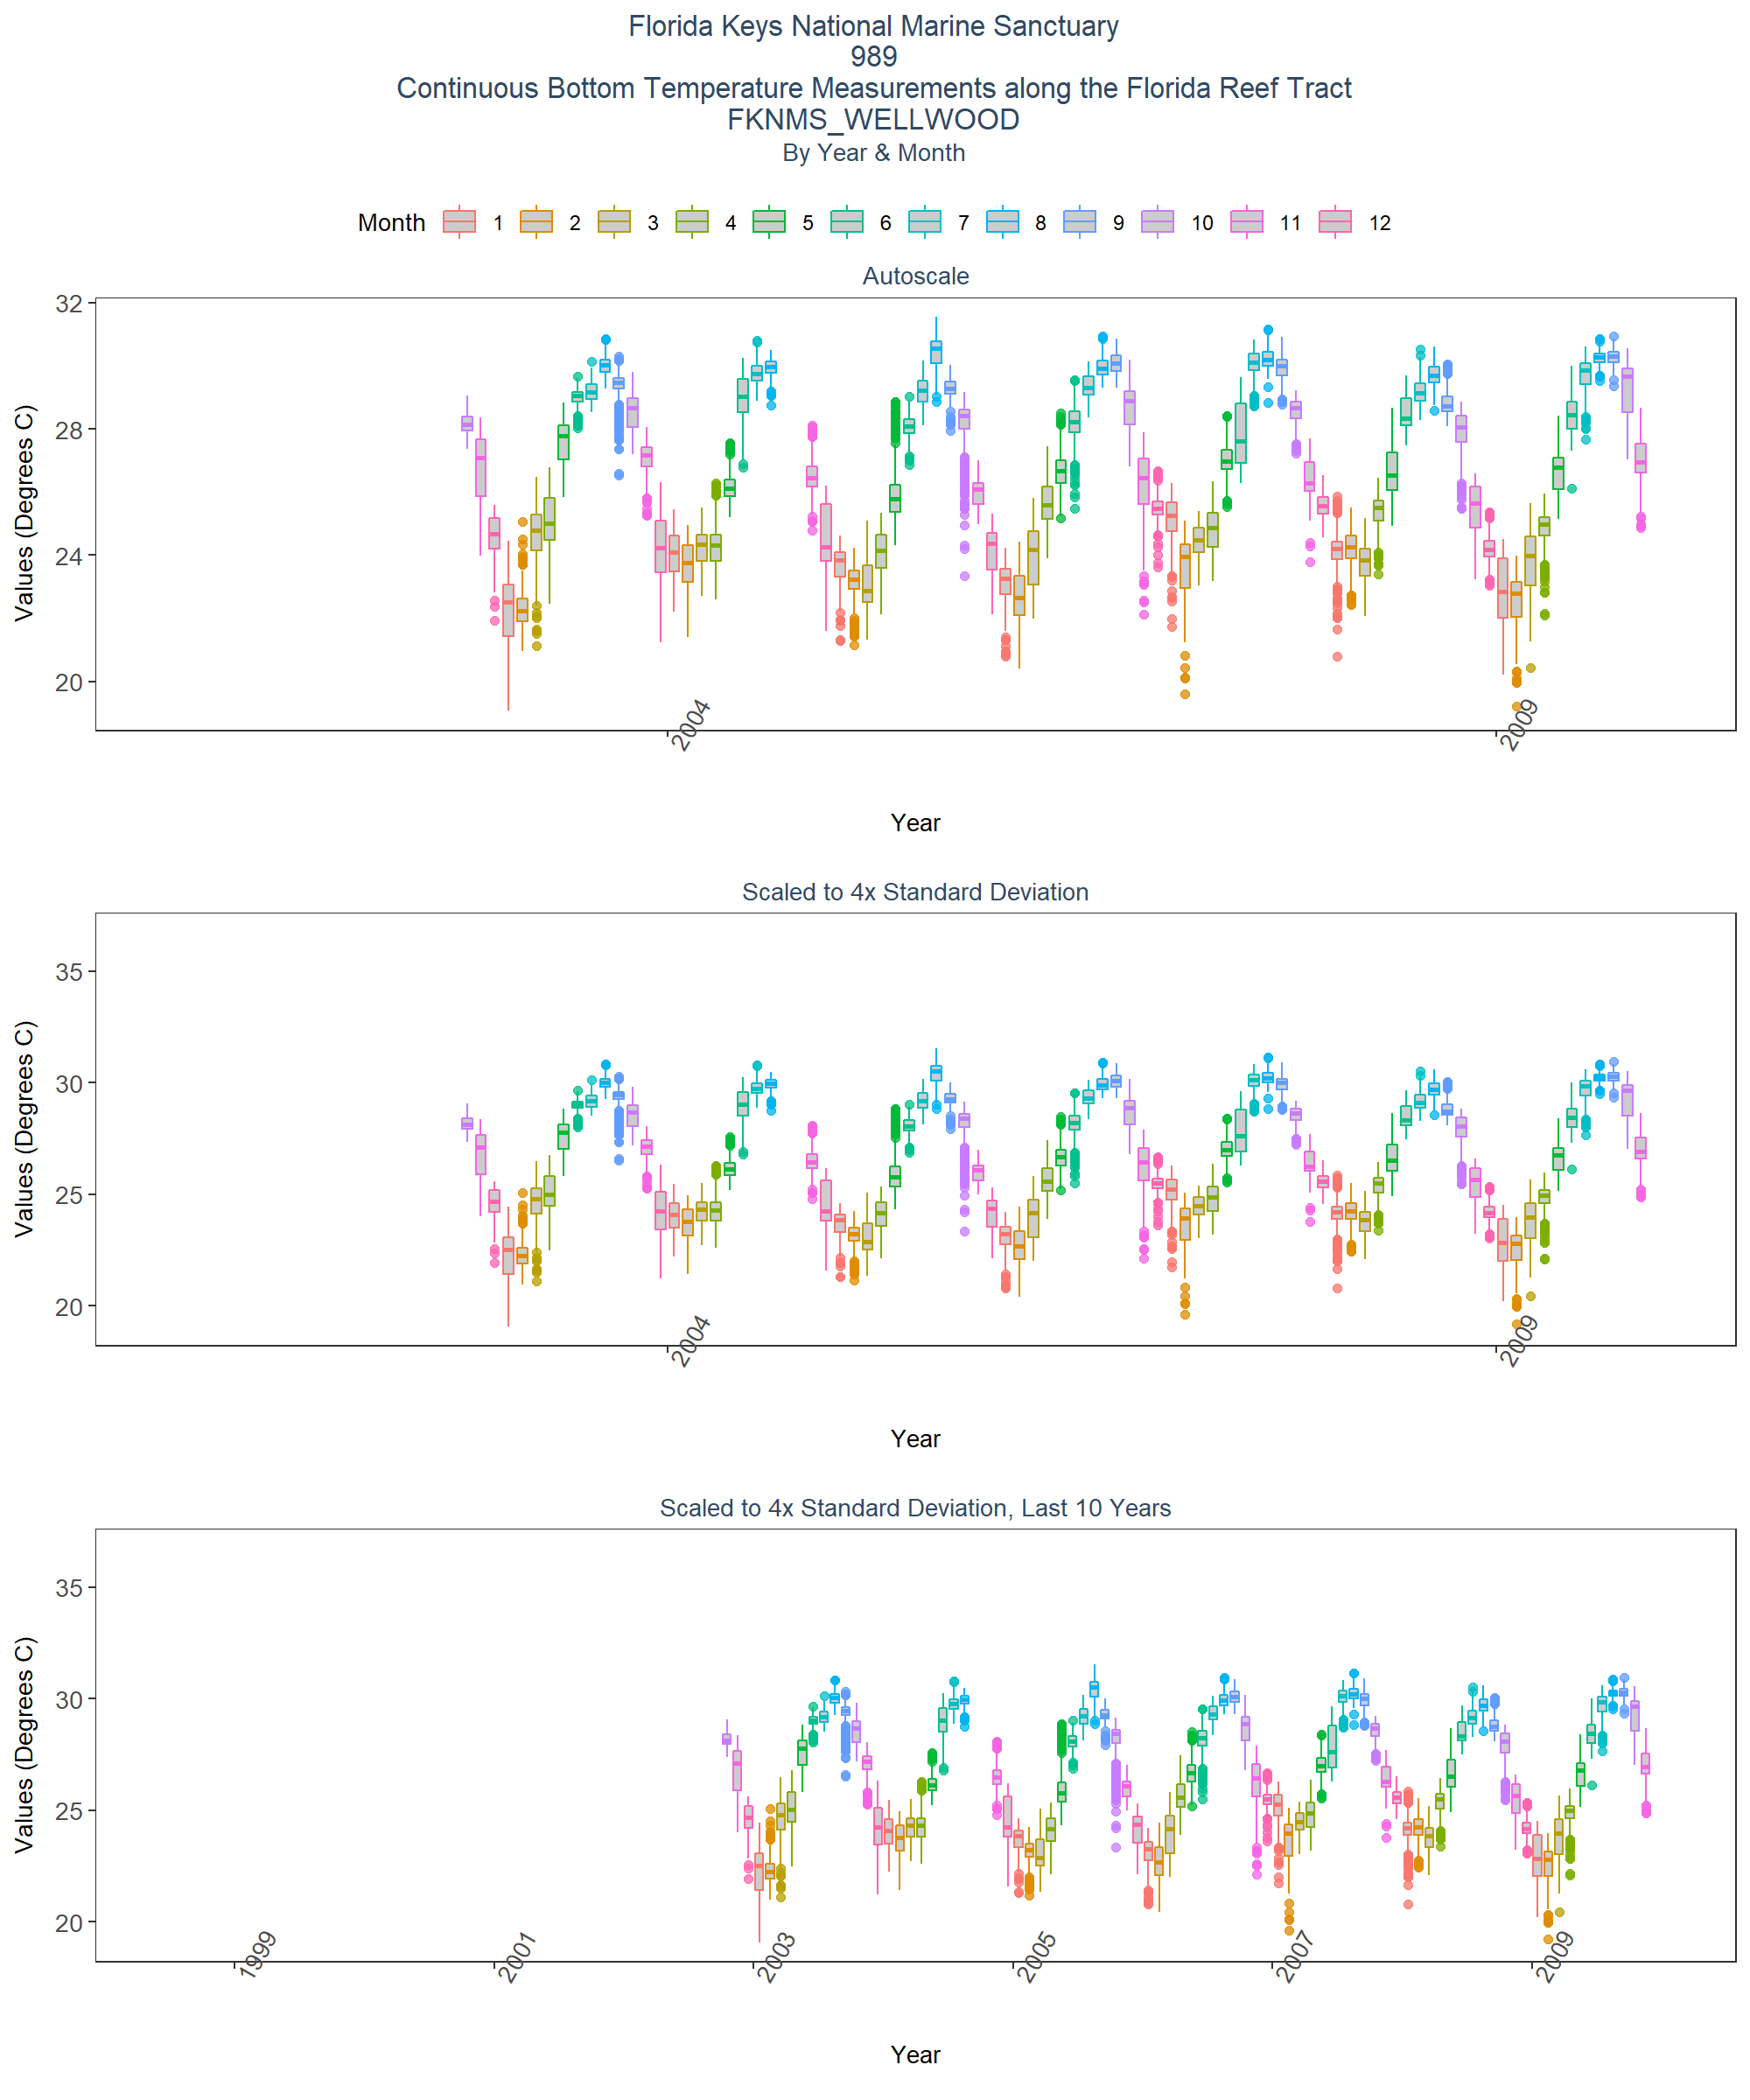 Florida Keys National Marine Sanctuary
989
Continuous Bottom Temperature Measurements along the Florida Reef Tract
FKNMS_WELLWOOD
By Year & Month
Month 1 2 3 4 5 6 7 8 9 10 11 12
Autoscale
Values (Degrees C)
32
28
24
20
2004 2009
Year
Scaled to 4x Standard Deviation
Values (Degrees C)
35
30
25
20
2004 2009
Year
Scaled to 4x Standard Deviation, Last 10 Years
Values (Degrees C)
35
30
25
20
1999 2001 2003 2005 2007 2009
Year